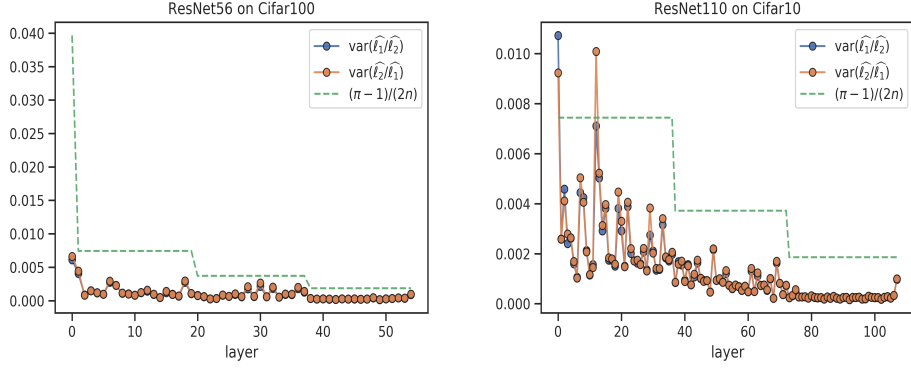 ResNet56 on Cifar100
0.040
0.035
0.030
0.025
0.020
0.015
0.010
0.005
0.000
var(ℓ̂₁/ℓ̂₂)
var(ℓ̂₂/ℓ̂₁)
(π − 1)/(2n)
0 10 20 30 40 50
layer
ResNet110 on Cifar10
0.010
0.008
0.006
0.004
0.002
0.000
var(ℓ̂₁/ℓ̂₂)
var(ℓ̂₂/ℓ̂₁)
(π − 1)/(2n)
0 20 40 60 80 100
layer